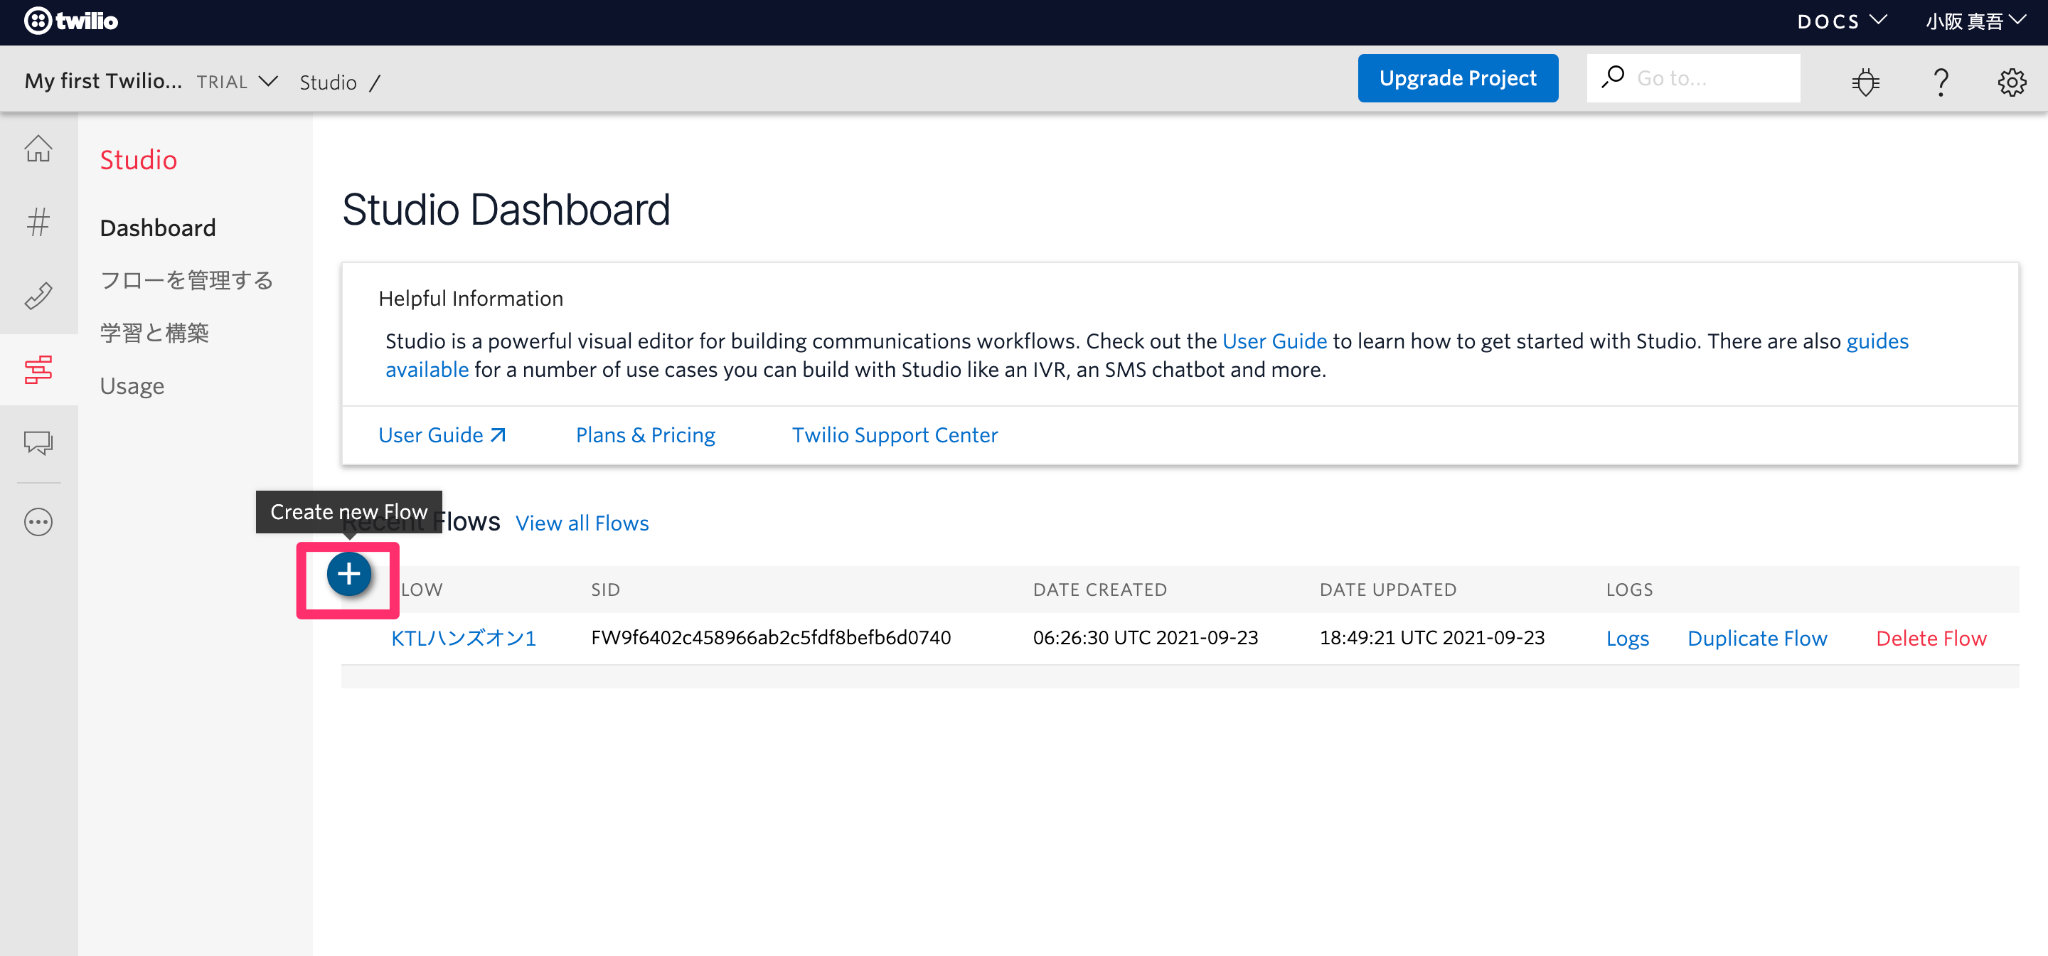 twilio
DOCS
小阪 真吾
My first Twilio... TRIAL
Studio /
Upgrade Project
Go to...
Studio
Dashboard
フローを管理する
学習と構築
Usage
Studio Dashboard
Helpful Information
Studio is a powerful visual editor for building communications workflows. Check out the User Guide to learn how to get started with Studio. There are also guides
available for a number of use cases you can build with Studio like an IVR, an SMS chatbot and more.
User Guide
Plans & Pricing
Twilio Support Center
Create new Flow
Recent Flows View all Flows
LOW SID DATE CREATED DATE UPDATED LOGS
KTLハンズオン1 FW9f6402c458966ab2c5fdf8befb6d0740 06:26:30 UTC 2021-09-23 18:49:21 UTC 2021-09-23 Logs Duplicate Flow Delete Flow